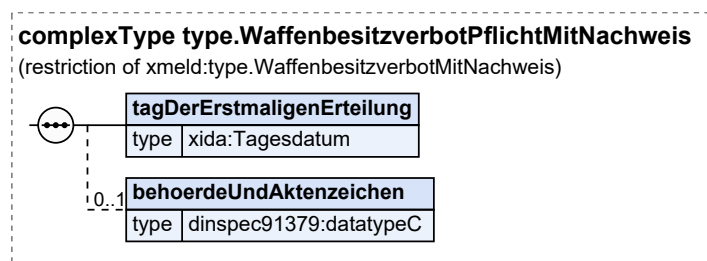 complexType type.WaffenbesitzverbotPflichtMitNachweis
(restriction of xmeld:type.WaffenbesitzverbotMitNachweis)
tagDerErstmaligenErteilung
type xida:Tagesdatum
0..1 behoerdeUndAktenzeichen
type dinspec91379:datatypeC